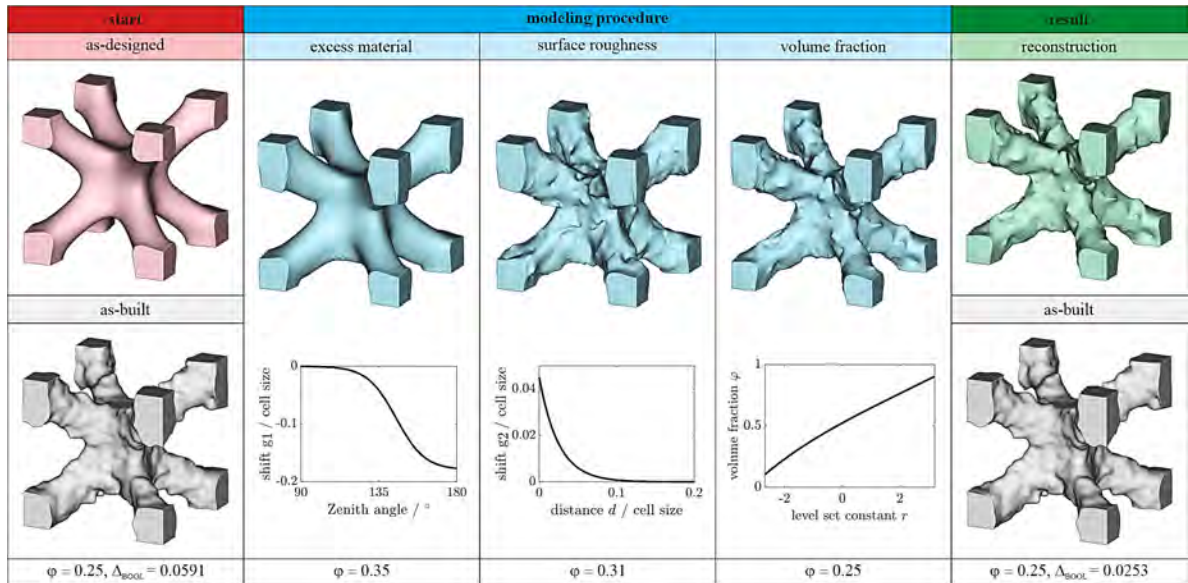 start
modeling procedure
result
as-designed
excess material
surface roughness
volume fraction
reconstruction
as-built
as-built
0
-0.1
-0.2
90
135
180
shift g1 / cell size
Zenith angle / °
0.04
0.02
0
0
0.1
0.2
shift g2 / cell size
distance d / cell size
1
0.5
0
-2
0
2
volume fraction φ
level set constant r
φ = 0.25, Δ_BOOL = 0.0591
φ = 0.35
φ = 0.31
φ = 0.25
φ = 0.25, Δ_BOOL = 0.0253